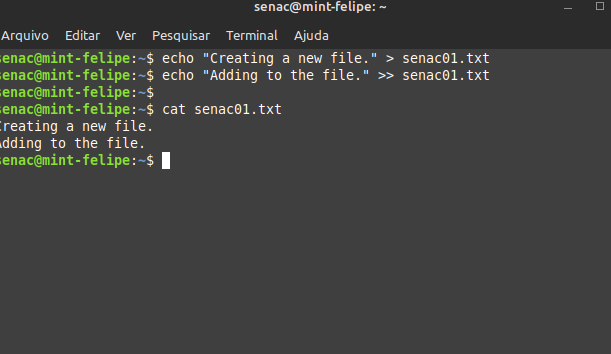 senac@mint-felipe: ~
Arquivo Editar Ver Pesquisar Terminal Ajuda
senac@mint-felipe:~$ echo "Creating a new file." > senac01.txt
senac@mint-felipe:~$ echo "Adding to the file." >> senac01.txt
senac@mint-felipe:~$
senac@mint-felipe:~$ cat senac01.txt
Creating a new file.
Adding to the file.
senac@mint-felipe:~$